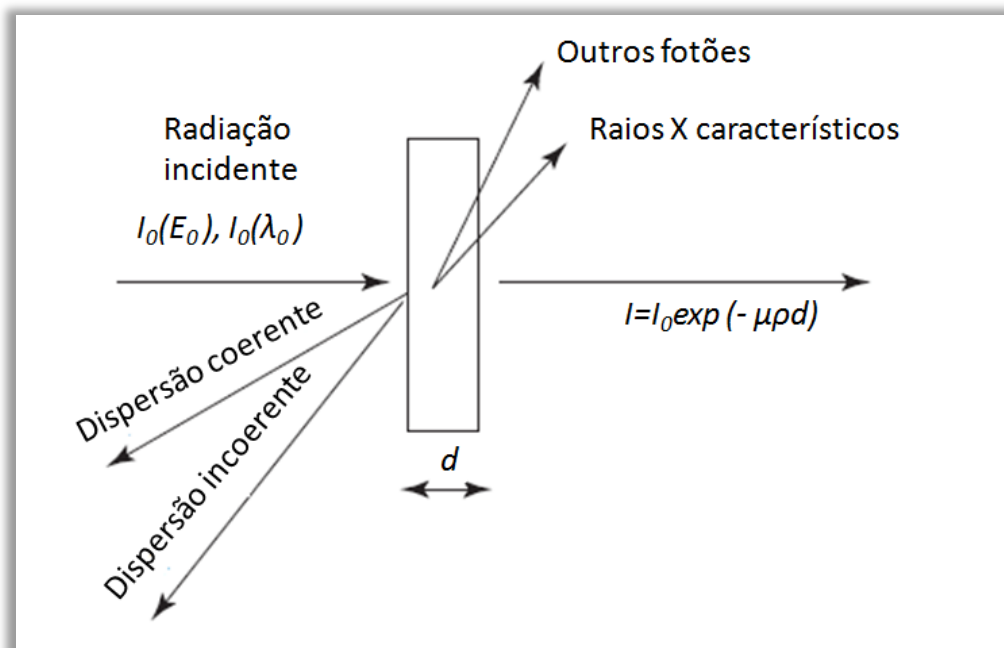 Outros fotões
Radiação
incidente
Raios X característicos
I₀(E₀), I₀(λ₀)
I=I₀exp (- μρd)
Dispersão coerente
Dispersão incoerente
d